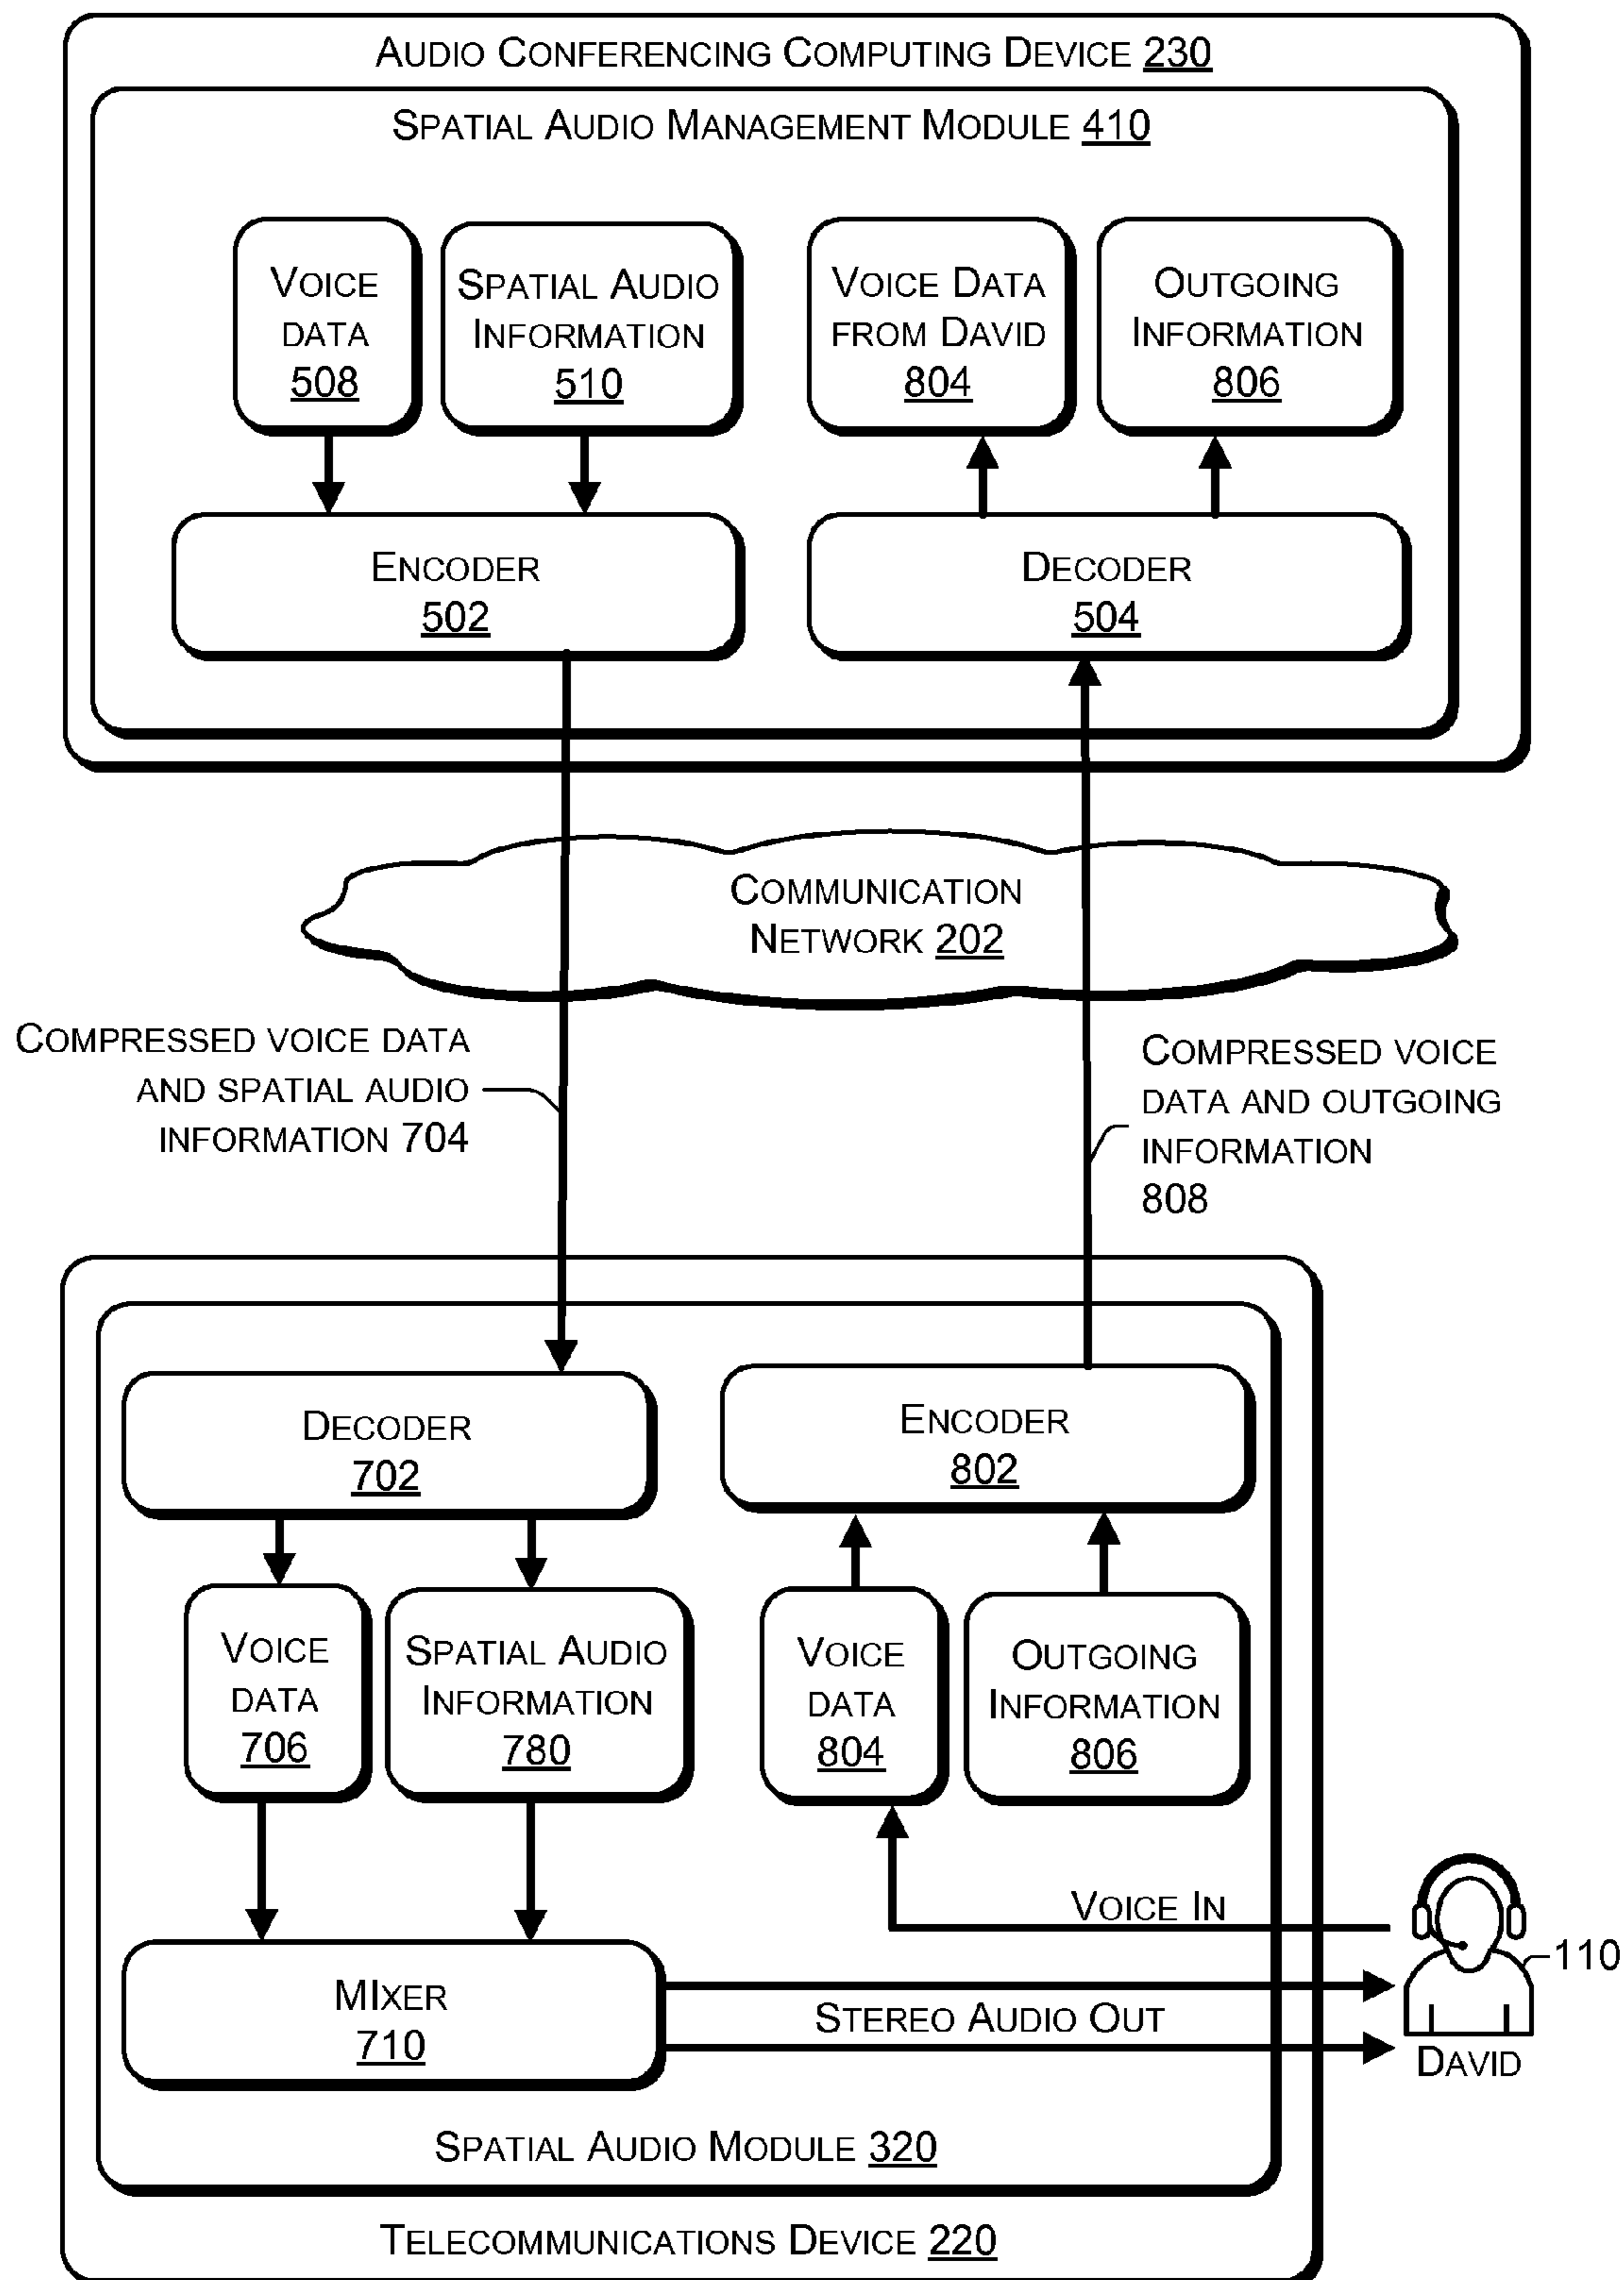 AUDIO CONFERENCING COMPUTING DEVICE 230
SPATIAL AUDIO MANAGEMENT MODULE 410
VOICE
DATA
508
SPATIAL AUDIO
INFORMATION
510
VOICE DATA
FROM DAVID
804
OUTGOING
INFORMATION
806
ENCODER
502
DECODER
504
COMMUNICATION
NETWORK 202
COMPRESSED VOICE DATA
AND SPATIAL AUDIO
INFORMATION 704
COMPRESSED VOICE
DATA AND OUTGOING
INFORMATION
808
DECODER
702
ENCODER
802
VOICE
DATA
706
SPATIAL AUDIO
INFORMATION
780
VOICE
DATA
804
OUTGOING
INFORMATION
806
VOICE IN
110
MIXER
710
STEREO AUDIO OUT
DAVID
SPATIAL AUDIO MODULE 320
TELECOMMUNICATIONS DEVICE 220